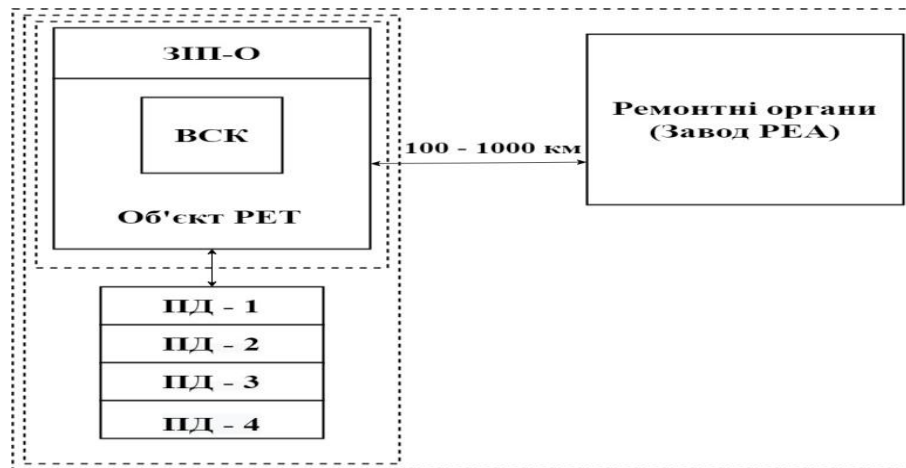 ЗІП-О
ВСК
Об'єкт РЕТ
100 - 1000 км
Ремонтні органи
(Завод РЕА)
ПД - 1
ПД - 2
ПД - 3
ПД - 4